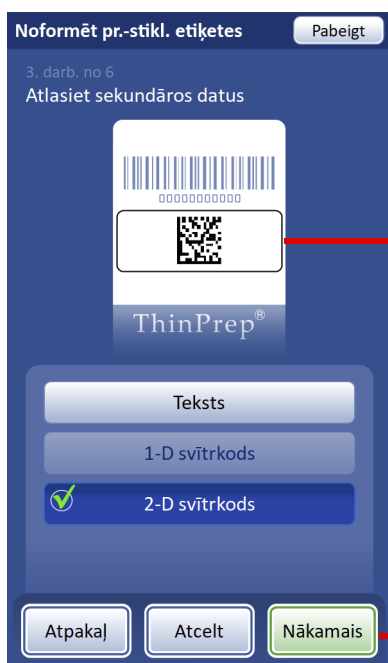 Noformēt pr.-stikl. etiķetes
Pabeigt
3. darb. no 6
Atlasiet sekundāros datus
00000000000
ThinPrep®
Teksts
1-D svītrkods
2-D svītrkods
Atpakaļ
Atcelt
Nākamais